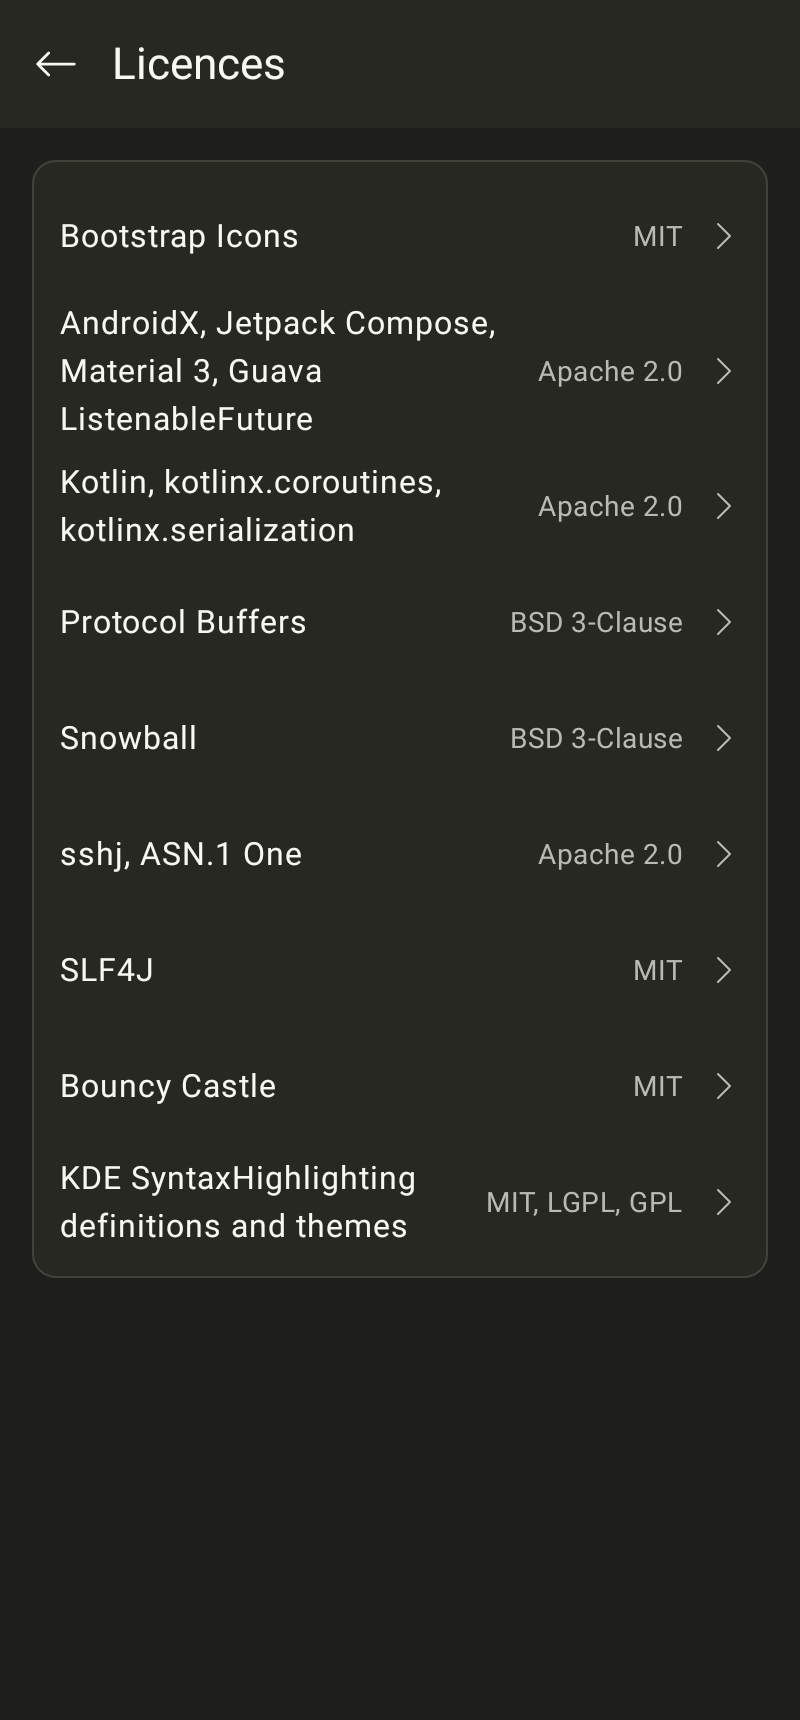 Licences
Bootstrap Icons MIT
AndroidX, Jetpack Compose,
Material 3, Guava Apache 2.0
ListenableFuture
Kotlin, kotlinx.coroutines,
kotlinx.serialization Apache 2.0
Protocol Buffers BSD 3-Clause
Snowball BSD 3-Clause
sshj, ASN.1 One Apache 2.0
SLF4J MIT
Bouncy Castle MIT
KDE SyntaxHighlighting
definitions and themes MIT, LGPL, GPL